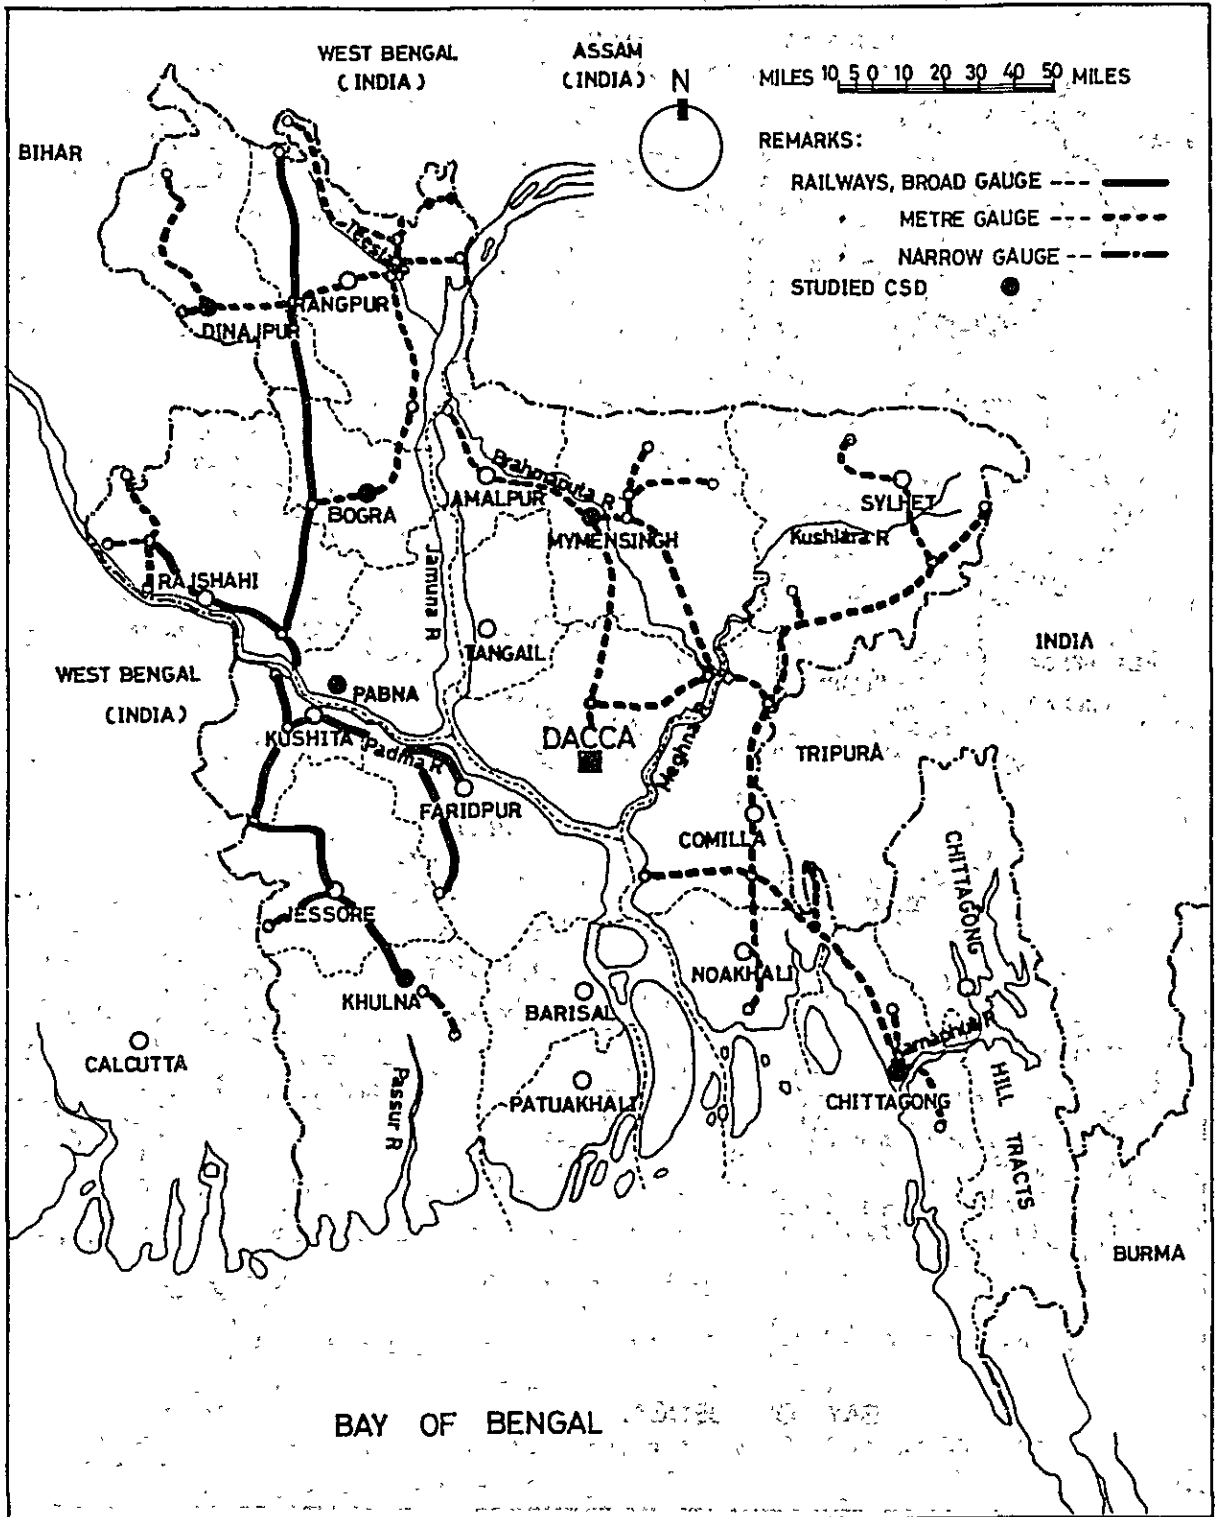 WEST BENGAL
(INDIA)
ASSAM
(INDIA)
N
MILES 10 5 0 10 20 30 40 50 MILES
BIHAR
REMARKS:
RAILWAYS, BROAD GAUGE
METRE GAUGE
NARROW GAUGE
STUDIED CSD
Teesta
RANGPUR
DINAJPUR
Brahmaputa R
BOGRA
JAMALPUR
SYLHET
MYMENSINGH
Kushiara R
Jamuna R
RAJSHAHI
TANGAIL
INDIA
WEST BENGAL
(INDIA)
PABNA
KUSHITA
Padma R
DACCA
Meghna R
TRIPURA
FARIDPUR
COMILLA
CHITTAGONG
JESSORE
NOAKHALI
KHULNA
BARISAL
CALCUTTA
Passur R
PATUAKHALI
CHITTAGONG
HILL TRACTS
BURMA
BAY OF BENGAL